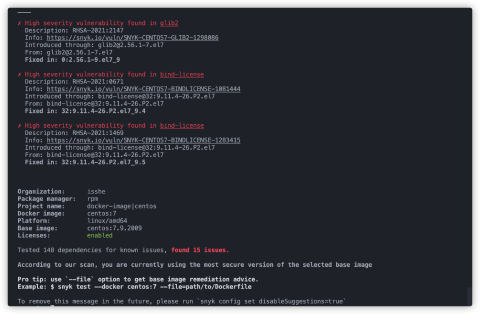 ✗ High severity vulnerability found in glib2
Description: RHSA-2021:2147
Info: https://snyk.io/vuln/SNYK-CENTOS7-GLIB2-1298086
Introduced through: glib2@2.56.1-7.el7
From: glib2@2.56.1-7.el7
Fixed in: 0:2.56.1-9.el7_9
✗ High severity vulnerability found in bind-license
Description: RHSA-2021:0671
Info: https://snyk.io/vuln/SNYK-CENTOS7-BINDLICENSE-1081444
Introduced through: bind-license@32:9.11.4-26.P2.el7
From: bind-license@32:9.11.4-26.P2.el7
Fixed in: 32:9.11.4-26.P2.el7_9.4
✗ High severity vulnerability found in bind-license
Description: RHSA-2021:1469
Info: https://snyk.io/vuln/SNYK-CENTOS7-BINDLICENSE-1283415
Introduced through: bind-license@32:9.11.4-26.P2.el7
From: bind-license@32:9.11.4-26.P2.el7
Fixed in: 32:9.11.4-26.P2.el7_9.5
Organization: isshe
Package manager: rpm
Project name: docker-image|centos
Docker image: centos:7
Platform: linux/amd64
Base image: centos:7.9.2009
Licenses: enabled
Tested 148 dependencies for known issues, found 15 issues.
According to our scan, you are currently using the most secure version of the selected base image
Pro tip: use `--file` option to get base image remediation advice.
Example: $ snyk test --docker centos:7 --file=path/to/Dockerfile
To remove this message in the future, please run `snyk config set disableSuggestions=true`